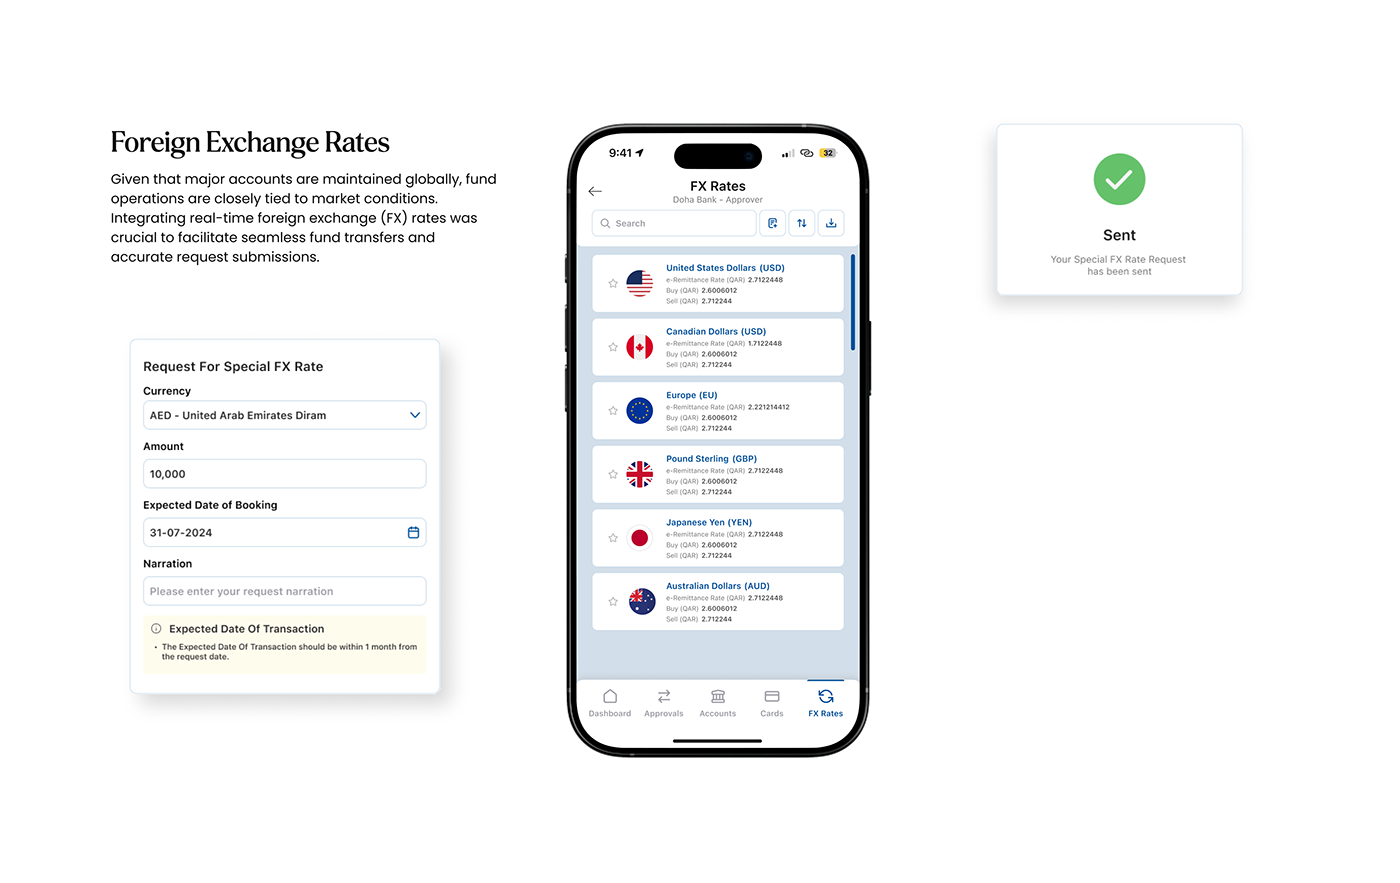 Foreign Exchange Rates
Given that major accounts are maintained globally, fund
operations are closely tied to market conditions.
Integrating real-time foreign exchange (FX) rates was
crucial to facilitate seamless fund transfers and
accurate request submissions.
Request For Special FX Rate
Currency
AED - United Arab Emirates Diram
Amount
10,000
Expected Date of Booking
31-07-2024
Narration
Please enter your request narration
Expected Date Of Transaction
• The Expected Date Of Transaction should be within 1 month from
the request date.
9:41
32
FX Rates
Doha Bank - Approver
Search
United States Dollars (USD)
e-Remittance Rate (QAR) 2.7122448
Buy (QAR) 2.6006012
Sell (QAR) 2.712244
Canadian Dollars (USD)
e-Remittance Rate (QAR) 1.7122448
Buy (QAR) 2.6006012
Sell (QAR) 2.712244
Europe (EU)
e-Remittance Rate (QAR) 2.221214412
Buy (QAR) 2.6006012
Sell (QAR) 2.712244
Pound Sterling (GBP)
e-Remittance Rate (QAR) 2.7122448
Buy (QAR) 2.6006012
Sell (QAR) 2.712244
Japanese Yen (YEN)
e-Remittance Rate (QAR) 2.7122448
Buy (QAR) 2.6006012
Sell (QAR) 2.712244
Australian Dollars (AUD)
e-Remittance Rate (QAR) 2.7122448
Buy (QAR) 2.6006012
Sell (QAR) 2.712244
Dashboard
Approvals
Accounts
Cards
FX Rates
Sent
Your Special FX Rate Request
has been sent